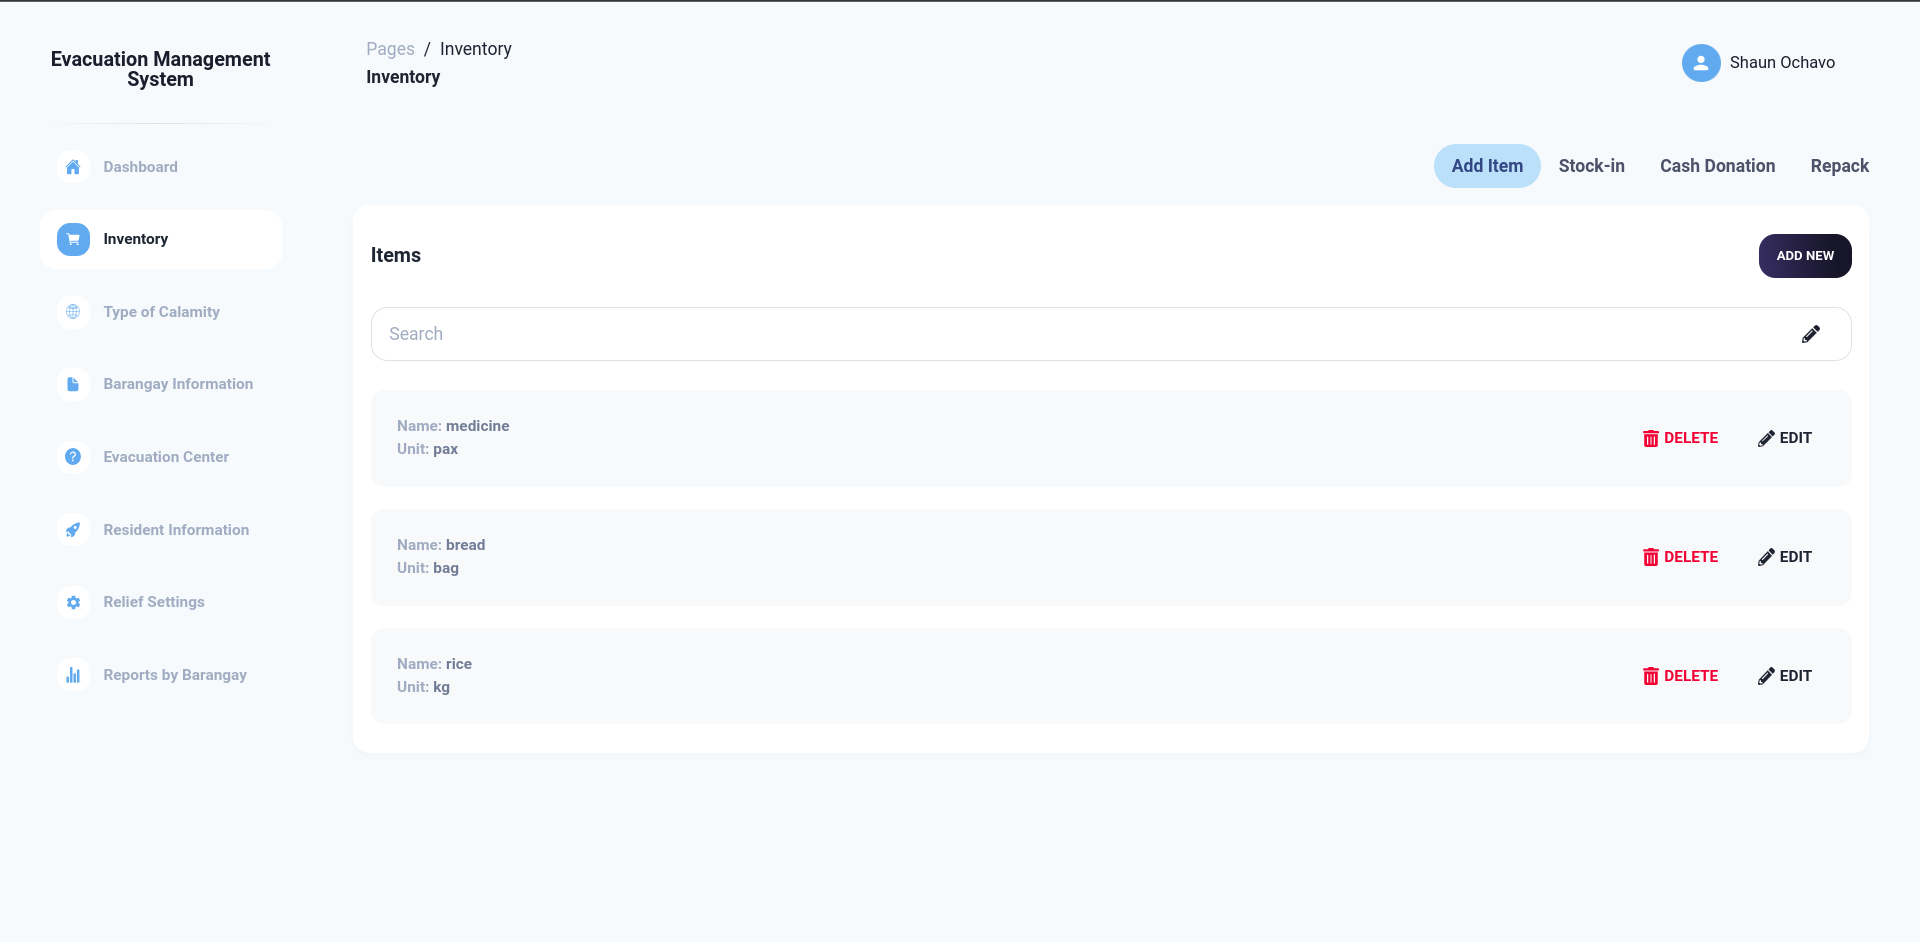 Evacuation Management
System
Pages / Inventory
Inventory
Shaun Ochavo
Dashboard
Inventory
Type of Calamity
Barangay Information
Evacuation Center
Resident Information
Relief Settings
Reports by Barangay
Add Item Stock-in Cash Donation Repack
Items
ADD NEW
Search
Name: medicine
Unit: pax
DELETE EDIT
Name: bread
Unit: bag
DELETE EDIT
Name: rice
Unit: kg
DELETE EDIT